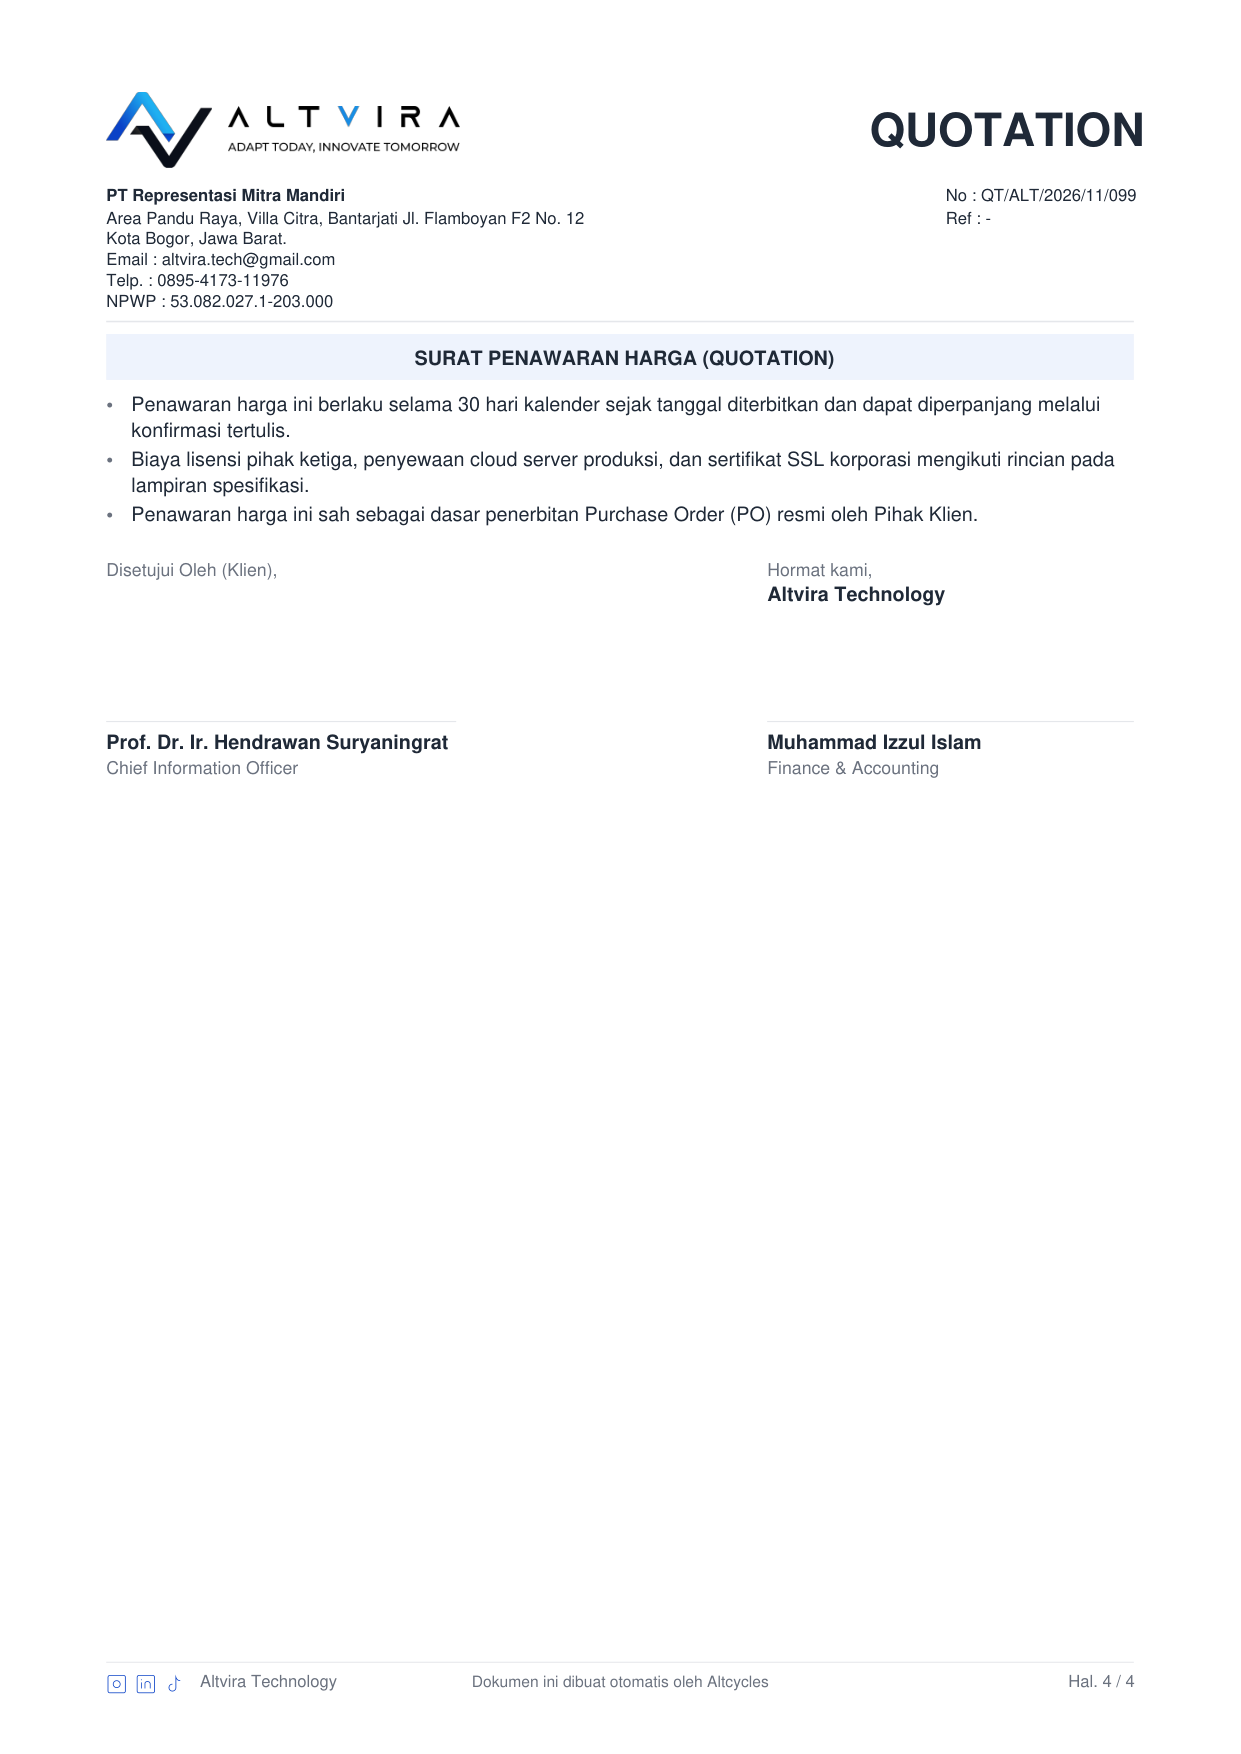 ALTVIRA
ADAPT TODAY, INNOVATE TOMORROW
QUOTATION
PT Representasi Mitra Mandiri
Area Pandu Raya, Villa Citra, Bantarjati Jl. Flamboyan F2 No. 12
Kota Bogor, Jawa Barat.
Email : altvira.tech@gmail.com
Telp. : 0895-4173-11976
NPWP : 53.082.027.1-203.000
No : QT/ALT/2026/11/099
Ref : -
SURAT PENAWARAN HARGA (QUOTATION)
• Penawaran harga ini berlaku selama 30 hari kalender sejak tanggal diterbitkan dan dapat diperpanjang melalui
konfirmasi tertulis.
• Biaya lisensi pihak ketiga, penyewaan cloud server produksi, dan sertifikat SSL korporasi mengikuti rincian pada
lampiran spesifikasi.
• Penawaran harga ini sah sebagai dasar penerbitan Purchase Order (PO) resmi oleh Pihak Klien.
Disetujui Oleh (Klien),
Hormat kami,
Altvira Technology
Prof. Dr. Ir. Hendrawan Suryaningrat
Chief Information Officer
Muhammad Izzul Islam
Finance & Accounting
Altvira Technology
Dokumen ini dibuat otomatis oleh Altcycles
Hal. 4 / 4